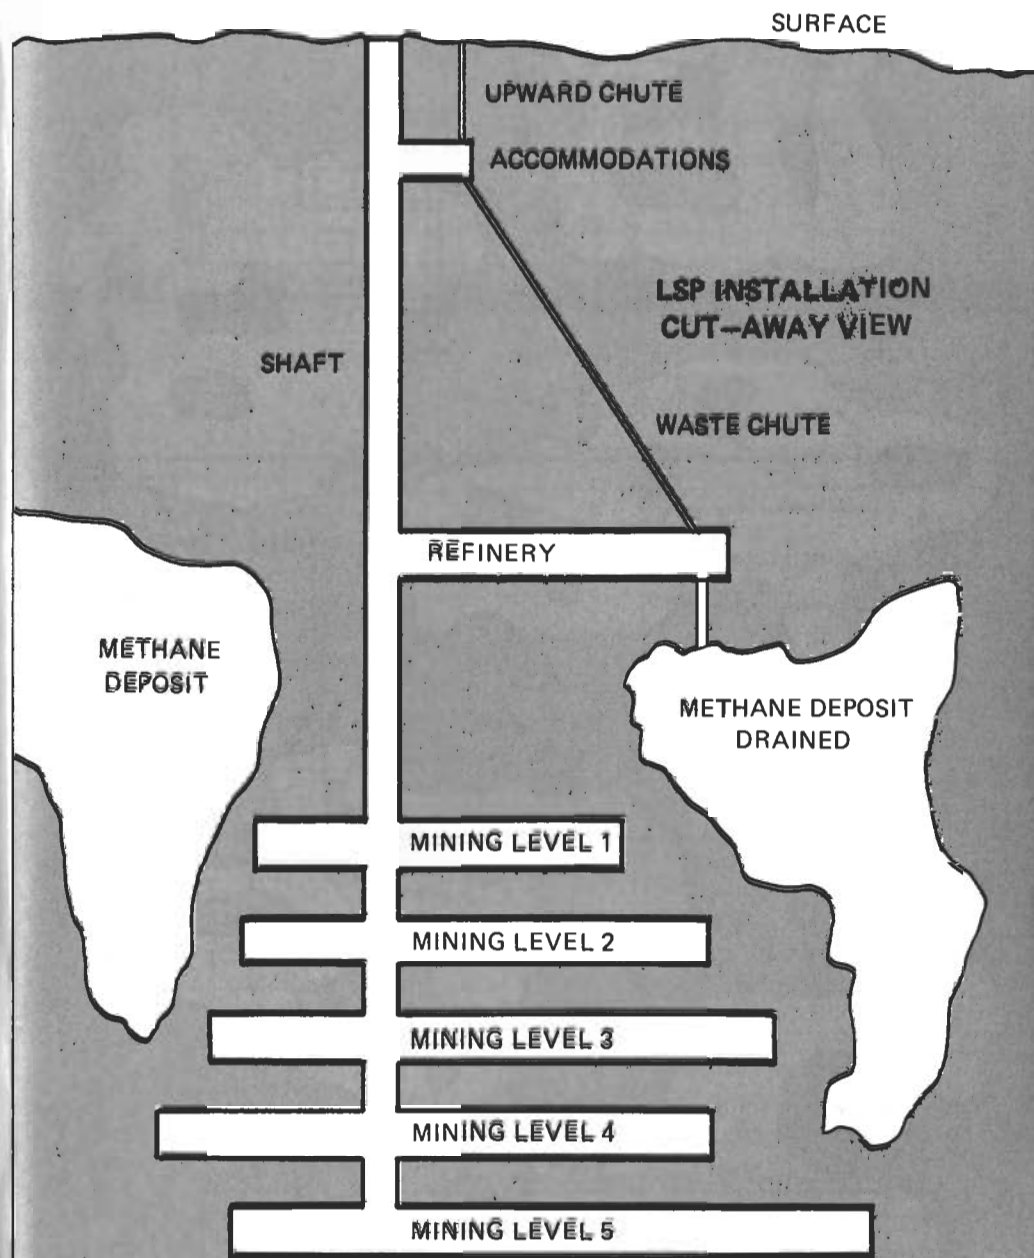 SURFACE
UPWARD CHUTE
ACCOMMODATIONS
LSP INSTALLATION
CUT-AWAY VIEW
SHAFT
WASTE CHUTE
REFINERY
METHANE
DEPOSIT
METHANE DEPOSIT
DRAINED
MINING LEVEL 1
MINING LEVEL 2
MINING LEVEL 3
MINING LEVEL 4
MINING LEVEL 5